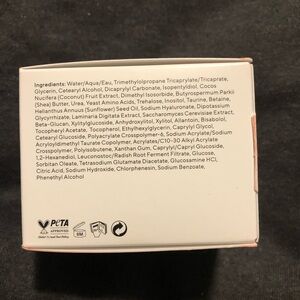 Ingredients: Water/Aqua/Eau, Trimethylolpropane Tricaprylate/Tricaprate,
Glycerin, Cetearyl Alcohol, Dicaprylyl Carbonate, Isopentyldiol, Cocos
Nucifera (Coconut) Fruit Extract, Dimethyl Isosorbide, Butyrospermum Parkii
(Shea) Butter, Urea, Yeast Amino Acids, Trehalose, Inositol, Taurine, Betaine,
Helianthus Annuus (Sunflower) Seed Oil, Sodium Hyaluronate, Dipotassium
Glycyrrhizate, Laminaria Digitata Extract, Saccharomyces Cerevisiae Extract,
Beta-Glucan, Xylitylglucoside, Anhydroxylitol, Xylitol, Allantoin, Bisabolol,
Tocopheryl Acetate, Tocopherol, Ethylhexylglycerin, Caprylyl Glycol,
Cetearyl Glucoside, Polyacrylate Crosspolymer-6, Sodium Acrylate/Sodium
Acryloyldimethyl Taurate Copolymer, Acrylates/C10-30 Alkyl Acrylate
Crosspolymer, Polyisobutene, Xanthan Gum, Caprylyl/Capryl Glucoside,
1,2-Hexanediol, Leuconostoc/Radish Root Ferment Filtrate, Glucose,
Sorbitan Oleate, Tetrasodium Glutamate Diacetate, Glucosamine HCl,
Citric Acid, Sodium Hydroxide, Chlorphenesin, Sodium Benzoate,
Phenethyl Alcohol
PETA
APPROVED
6M